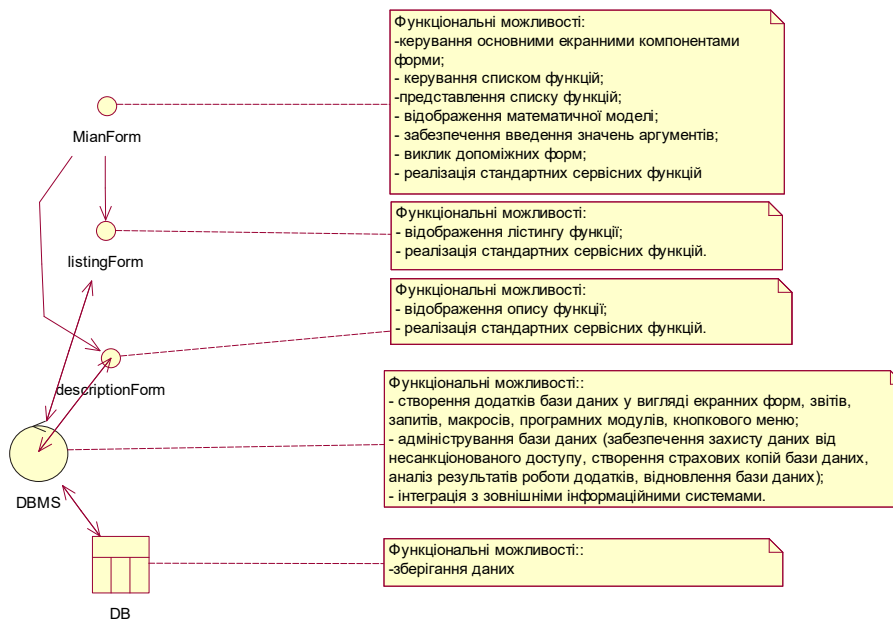 Функціональні можливості:
-керування основними екранними компонентами
форми;
- керування списком функцій;
-представлення списку функцій;
- відображення математичної моделі;
- забезпечення введення значень аргументів;
- виклик допоміжних форм;
- реалізація стандартних сервісних функцій
MianForm
Функціональні можливості:
- відображення лістингу функції;
- реалізація стандартних сервісних функцій.
listingForm
Функціональні можливості:
- відображення опису функції;
- реалізація стандартних сервісних функцій.
descriptionForm
Функціональні можливості::
- створення додатків бази даних у вигляді екранних форм, звітів,
запитів, макросів, програмних модулів, кнопкового меню;
- адміністрування бази даних (забезпечення захисту даних від
несанкціонованого доступу, створення страхових копій бази даних,
аналіз результатів роботи додатків, відновлення бази даних);
- інтеграція з зовнішніми інформаційними системами.
DBMS
Функціональні можливості::
-зберігання даних
DB